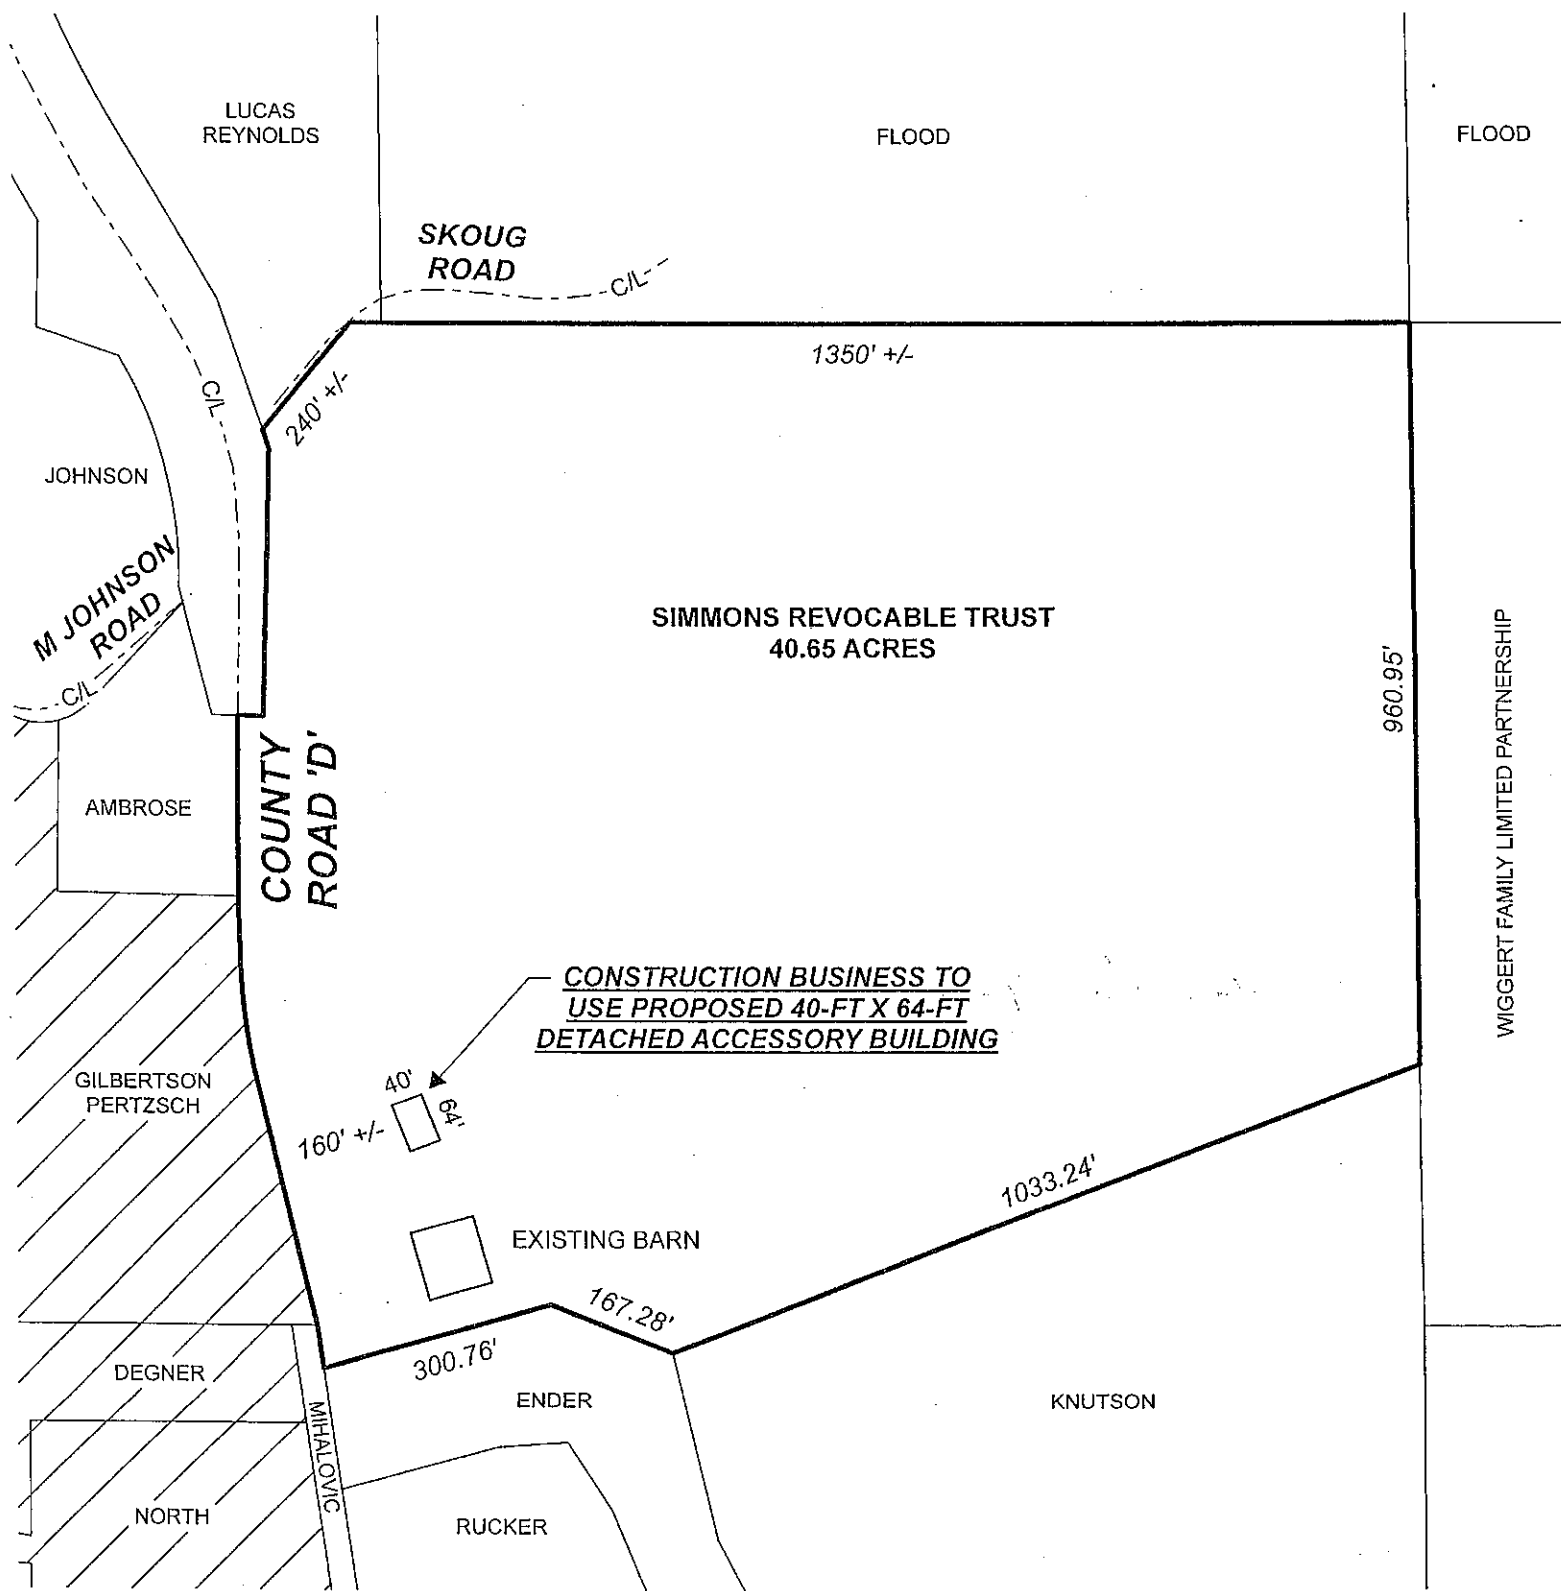 LUCAS
REYNOLDS
FLOOD
FLOOD
SKOUG
ROAD
C/L
1350' +/-
240' +/-
C/L
JOHNSON
M JOHNSON
ROAD
C/L
SIMMONS REVOCABLE TRUST
40.65 ACRES
960.95'
WIGGERT FAMILY LIMITED PARTNERSHIP
COUNTY
ROAD 'D'
AMBROSE
CONSTRUCTION BUSINESS TO
USE PROPOSED 40-FT X 64-FT
DETACHED ACCESSORY BUILDING
GILBERTSON
PERTZSCH
40'
64'
160' +/-
1033.24'
EXISTING BARN
167.28'
300.76'
DEGNER
ENDER
KNUTSON
MIHALOVIC
NORTH
RUCKER